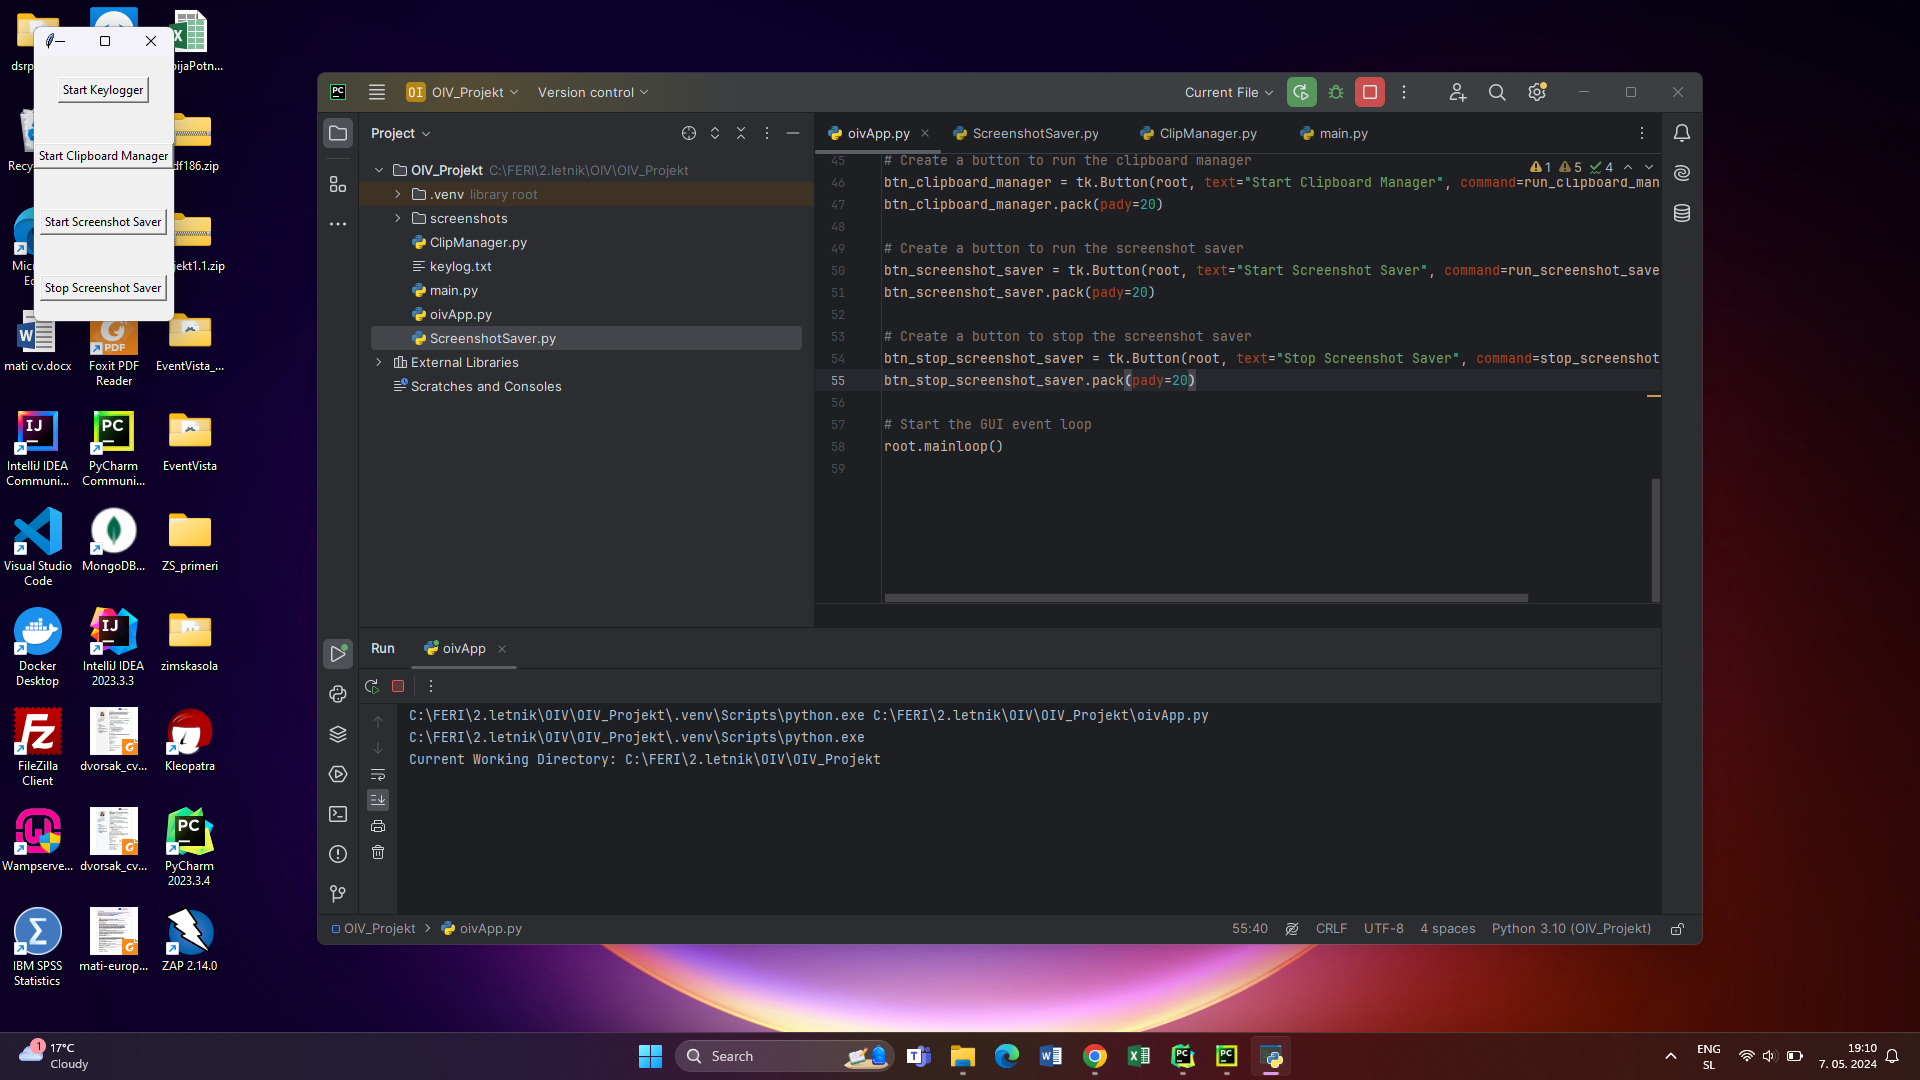 dsrp
bijaPotn...
Start Keylogger
Start Clipboard Manager
Start Screenshot Saver
Stop Screenshot Saver
Recy
df186.zip
Mic
E
jekt1.1.zip
mati cv.docx
Foxit PDF
Reader
EventVista_...
IntelliJ IDEA
Communi...
PyCharm
Communi...
EventVista
Visual Studio
Code
MongoDB...
ZS_primeri
Docker
Desktop
IntelliJ IDEA
2023.3.3
zimskasola
FileZilla
Client
dvorsak_cv...
Kleopatra
Wampserve...
dvorsak_cv...
PyCharm
2023.3.4
IBM SPSS
Statistics
mati-europ...
ZAP 2.14.0
PC
OI
OIV_Projekt
Version control
Current File
Project
OIV_Projekt C:\FERI\2.letnik\OIV\OIV_Projekt
.venv library root
screenshots
ClipManager.py
keylog.txt
main.py
oivApp.py
ScreenshotSaver.py
External Libraries
Scratches and Consoles
oivApp.py
ScreenshotSaver.py
ClipManager.py
main.py
1 5 4
45 # Create a button to run the clipboard manager
46 btn_clipboard_manager = tk.Button(root, text="Start Clipboard Manager", command=run_clipboard_man
47 btn_clipboard_manager.pack(pady=20)
48
49 # Create a button to run the screenshot saver
50 btn_screenshot_saver = tk.Button(root, text="Start Screenshot Saver", command=run_screenshot_save
51 btn_screenshot_saver.pack(pady=20)
52
53 # Create a button to stop the screenshot saver
54 btn_stop_screenshot_saver = tk.Button(root, text="Stop Screenshot Saver", command=stop_screenshot
55 btn_stop_screenshot_saver.pack(pady=20)
56
57 # Start the GUI event loop
58 root.mainloop()
59
Run
oivApp
C:\FERI\2.letnik\OIV\OIV_Projekt\.venv\Scripts\python.exe C:\FERI\2.letnik\OIV\OIV_Projekt\oivApp.py
C:\FERI\2.letnik\OIV\OIV_Projekt\.venv\Scripts\python.exe
Current Working Directory: C:\FERI\2.letnik\OIV\OIV_Projekt
OIV_Projekt
oivApp.py
55:40
CRLF
UTF-8
4 spaces
Python 3.10 (OIV_Projekt)
1
17°C
Cloudy
Search
ENG
SL
19:10
7. 05. 2024